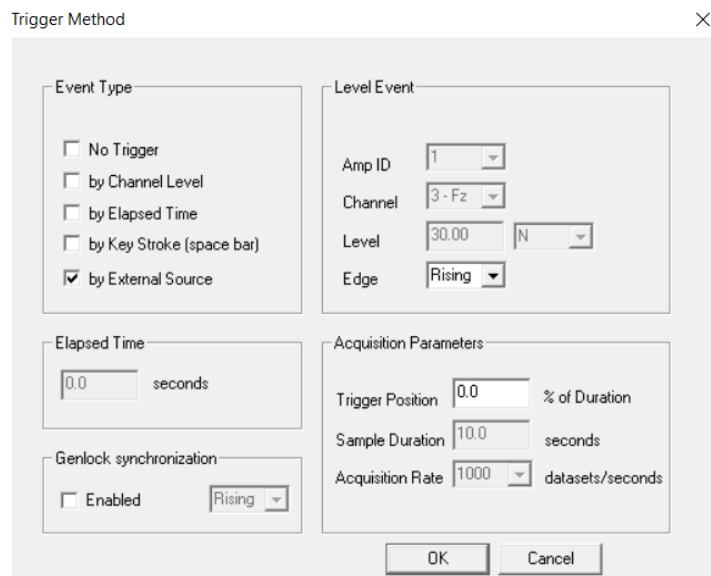 Trigger Method
Event Type
No Trigger
by Channel Level
by Elapsed Time
by Key Stroke (space bar)
by External Source
Level Event
Amp ID 1
Channel 3 - Fz
Level 30.00 N
Edge Rising
Elapsed Time
0.0 seconds
Genlock synchronization
Enabled Rising
Acquisition Parameters
Trigger Position 0.0 % of Duration
Sample Duration 10.0 seconds
Acquisition Rate 1000 datasets/seconds
OK Cancel